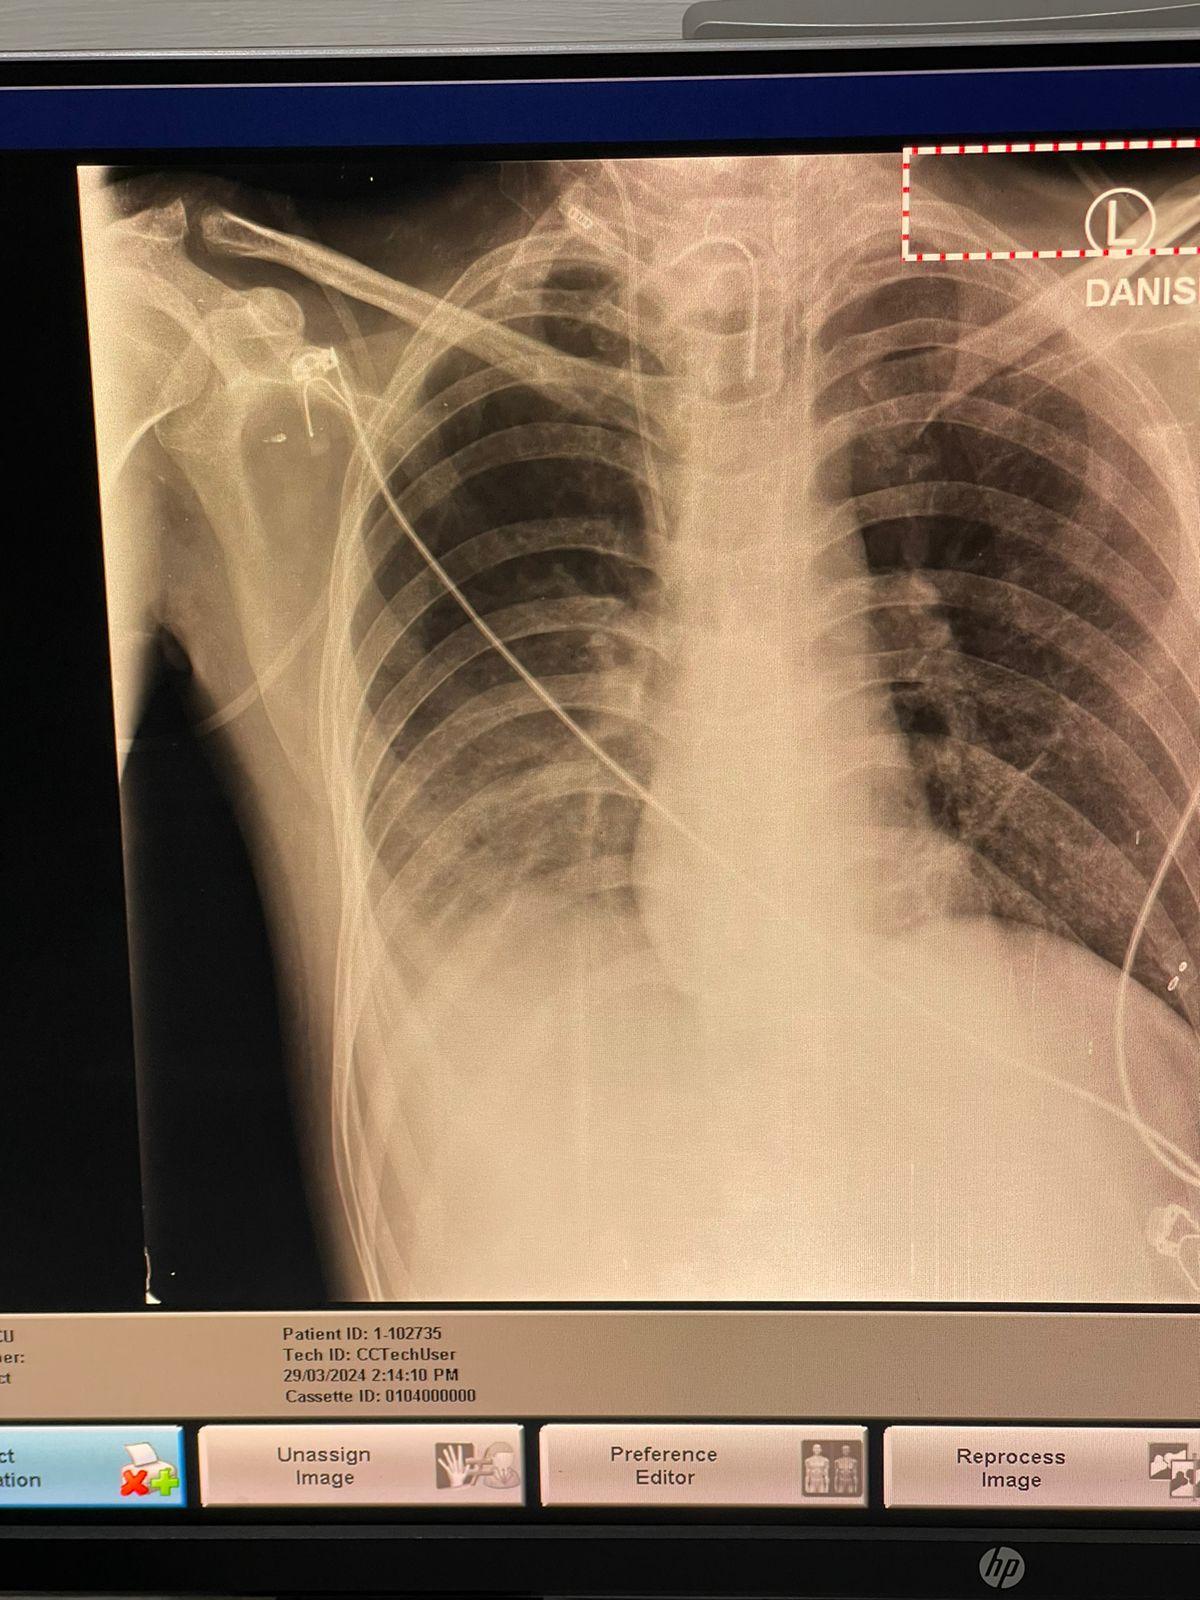 L
DANIS
CU
er:
ct
Patient ID: 1-102735
Tech ID: CCTechUser
29/03/2024 2:14:10 PM
Cassette ID: 0104000000
ct
ation
Unassign
Image
Preference
Editor
Reprocess
Image
hp